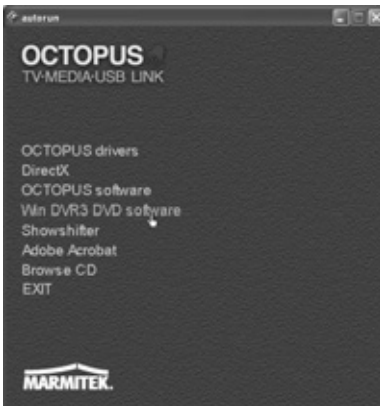 autorun
OCTOPUS
TV-MEDIA-USB LINK
OCTOPUS drivers
DirectX
OCTOPUS software
Win DVR3 DVD software
Showshifter
Adobe Acrobat
Browse CD
EXIT
MARMITEK.